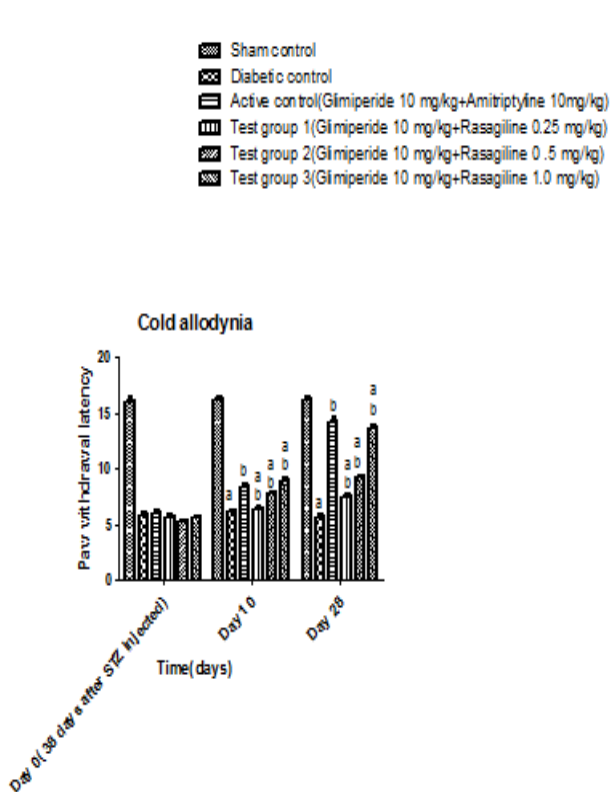 Sham control
Diabetic control
Active control(Glimiperide 10 mg/kg+Amitriptyline 10mg/kg)
Test group 1(Glimiperide 10 mg/kg+Rasagiline 0.25 mg/kg)
Test group 2(Glimiperide 10 mg/kg+Rasagiline 0 .5 mg/kg)
Test group 3(Glimiperide 10 mg/kg+Rasagiline 1.0 mg/kg)
Cold allodynia
Paw withdraval latency
20
15
10
5
0
a
b
a
b
a
b
a
b
a
b
a
b
a
b
a
b
Day 0( 38 days after STZ Injected)
Day 1 0
Day 28
Time(days)